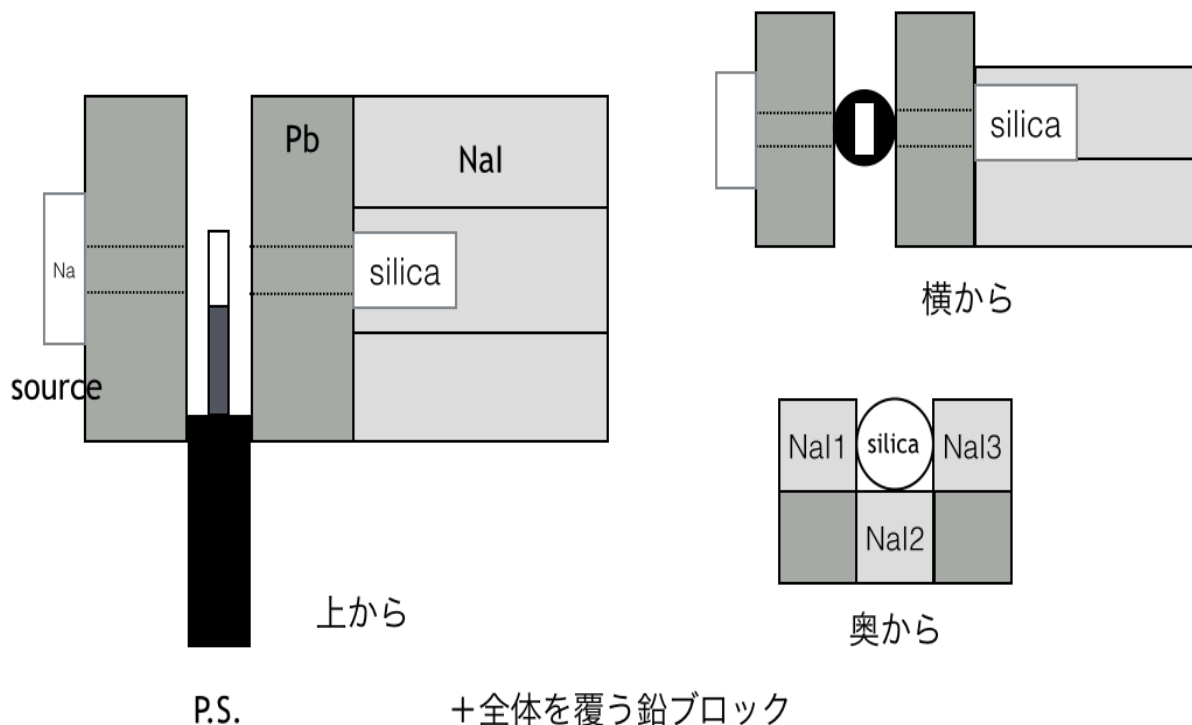 Pb
NaI
Na
silica
source
上から
P.S.
＋全体を覆う鉛ブロック
silica
横から
NaI1
silica
NaI3
NaI2
奥から